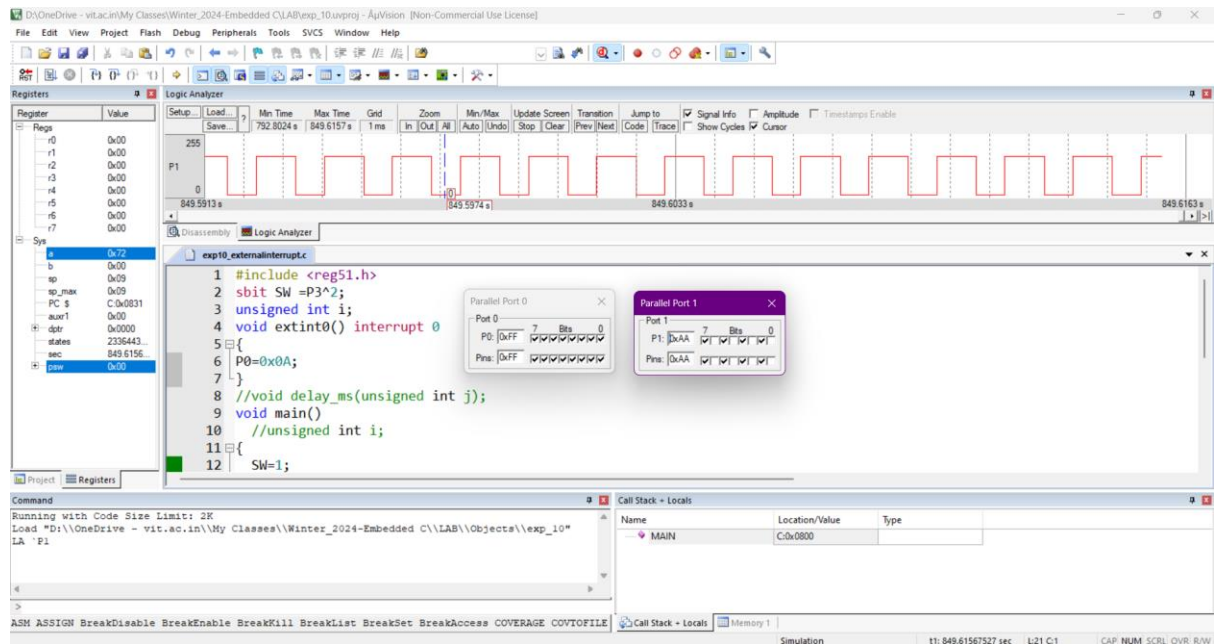 D:\OneDrive - vit.ac.in\My Classes\Winter_2024-Embedded C\LAB\exp_10.uvproj - µVision [Non-Commercial Use License]
File Edit View Project Flash Debug Peripherals Tools SVCS Window Help
Registers
Register Value
Regs
r0 0x00
r1 0x00
r2 0x00
r3 0x00
r4 0x00
r5 0x00
r6 0x00
r7 0x00
Sys
a 0x72
b 0x00
sp 0x09
sp_max 0x09
PC $ C:0x0831
auxr1 0x00
dptr 0x0000
states 2336443...
sec 849.6156...
psw 0x00
Project Registers
Logic Analyzer
Setup... Load... ? Min Time Max Time Grid Zoom Min/Max Update Screen Transition Jump to Signal Info Amplitude Timestamps Enable
Save... 792.8024 s 849.6157 s 1 ms In Out All Auto Undo Stop Clear Prev Next Code Trace Show Cycles Cursor
255
P1
0 0
849.5913 s 849.5974 s 849.6033 s 849.6163 s
Disassembly Logic Analyzer
exp10_externalinterrupt.c
1 #include <reg51.h>
2 sbit SW =P3^2;
3 unsigned int i;
4 void extint0() interrupt 0
5 {
6 P0=0x0A;
7 }
8 //void delay_ms(unsigned int j);
9 void main()
10 //unsigned int i;
11 {
12 SW=1;
Parallel Port 0
Port 0
7 Bits 0
P0: 0xFF
Pins: 0xFF
Parallel Port 1
Port 1
7 Bits 0
P1: 0xAA
Pins: 0xAA
Command
Running with Code Size Limit: 2K
Load "D:\\OneDrive - vit.ac.in\\My Classes\\Winter_2024-Embedded C\\LAB\\Objects\\exp_10"
LA `P1
>
ASM ASSIGN BreakDisable BreakEnable BreakKill BreakList BreakSet BreakAccess COVERAGE COVTOFILE
Call Stack + Locals
Name Location/Value Type
MAIN C:0x0800
Call Stack + Locals Memory 1
Simulation t1: 849.61567527 sec L:21 C:1 CAP NUM SCRL OVR R/W